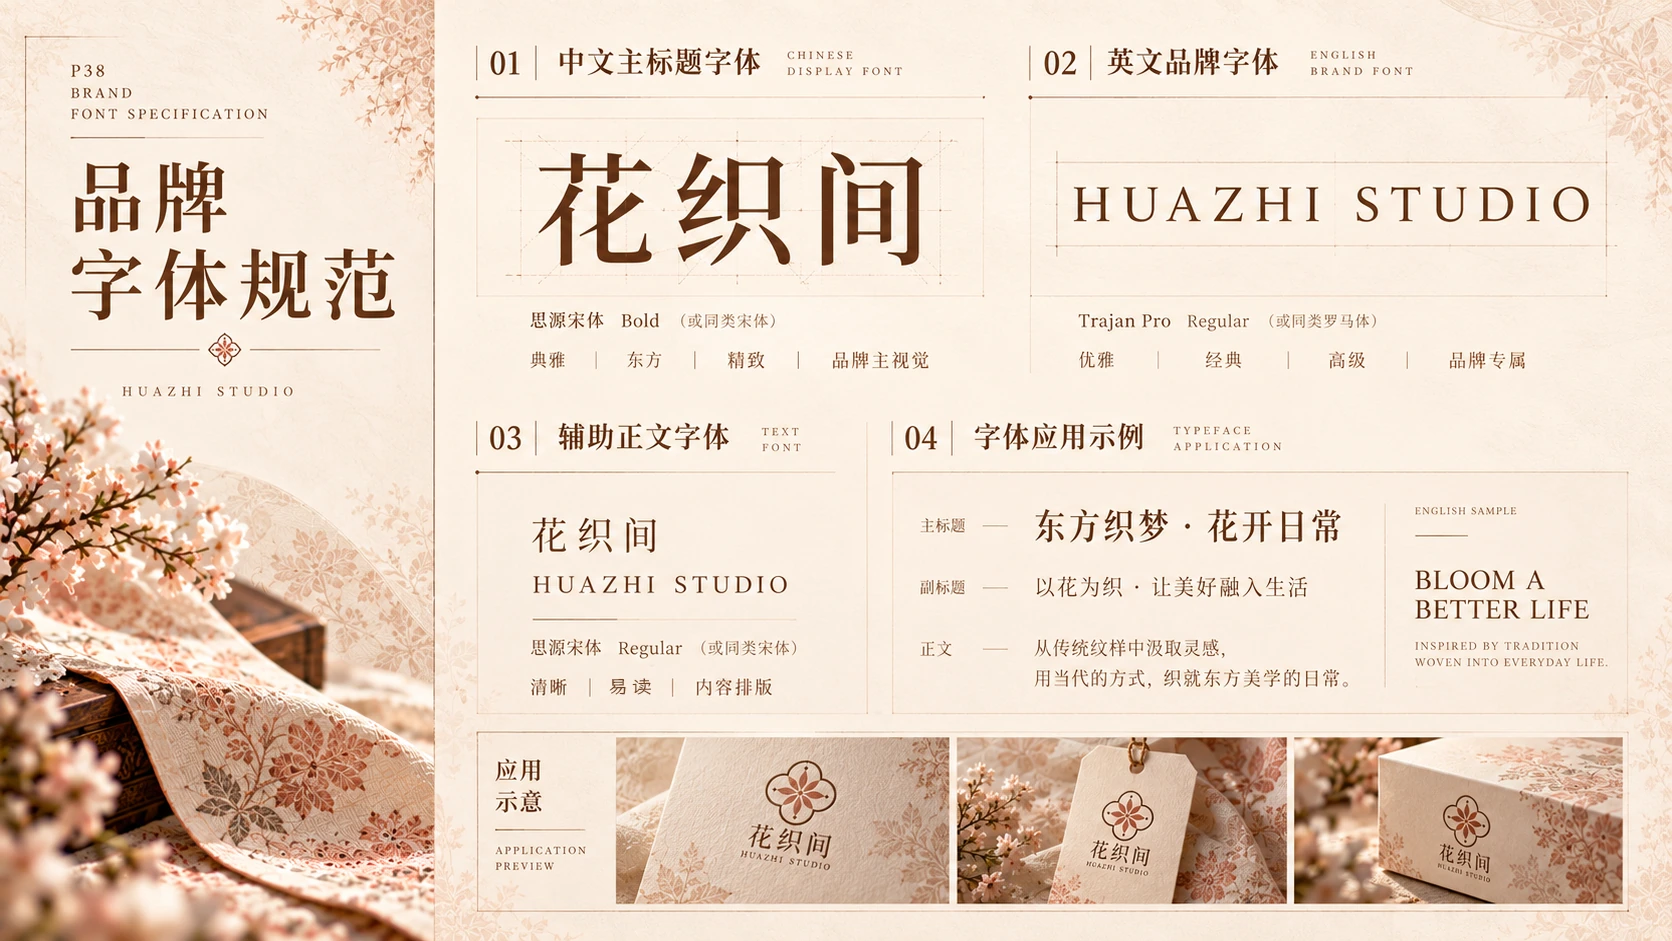 P38
BRAND
FONT SPECIFICATION
品牌
字体规范
HUAZHI STUDIO
01 中文主标题字体 CHINESE
DISPLAY FONT
花织间
思源宋体 Bold （或同类宋体）
典雅 | 东方 | 精致 | 品牌主视觉
02 英文品牌字体 ENGLISH
BRAND FONT
HUAZHI STUDIO
Trajan Pro Regular （或同类罗马体）
优雅 | 经典 | 高级 | 品牌专属
03 辅助正文字体 TEXT
FONT
花织间
HUAZHI STUDIO
思源宋体 Regular （或同类宋体）
清晰 | 易读 | 内容排版
04 字体应用示例 TYPEFACE
APPLICATION
主标题 — 东方织梦 · 花开日常
副标题 — 以花为织 · 让美好融入生活
正文 — 从传统纹样中汲取灵感，
用当代的方式，织就东方美学的日常。
ENGLISH SAMPLE
BLOOM A
BETTER LIFE
INSPIRED BY TRADITION
WOVEN INTO EVERYDAY LIFE.
应用
示意
APPLICATION
PREVIEW
花织间
HUAZHI STUDIO
花织间
HUAZHI STUDIO
花织间
HUAZHI STUDIO